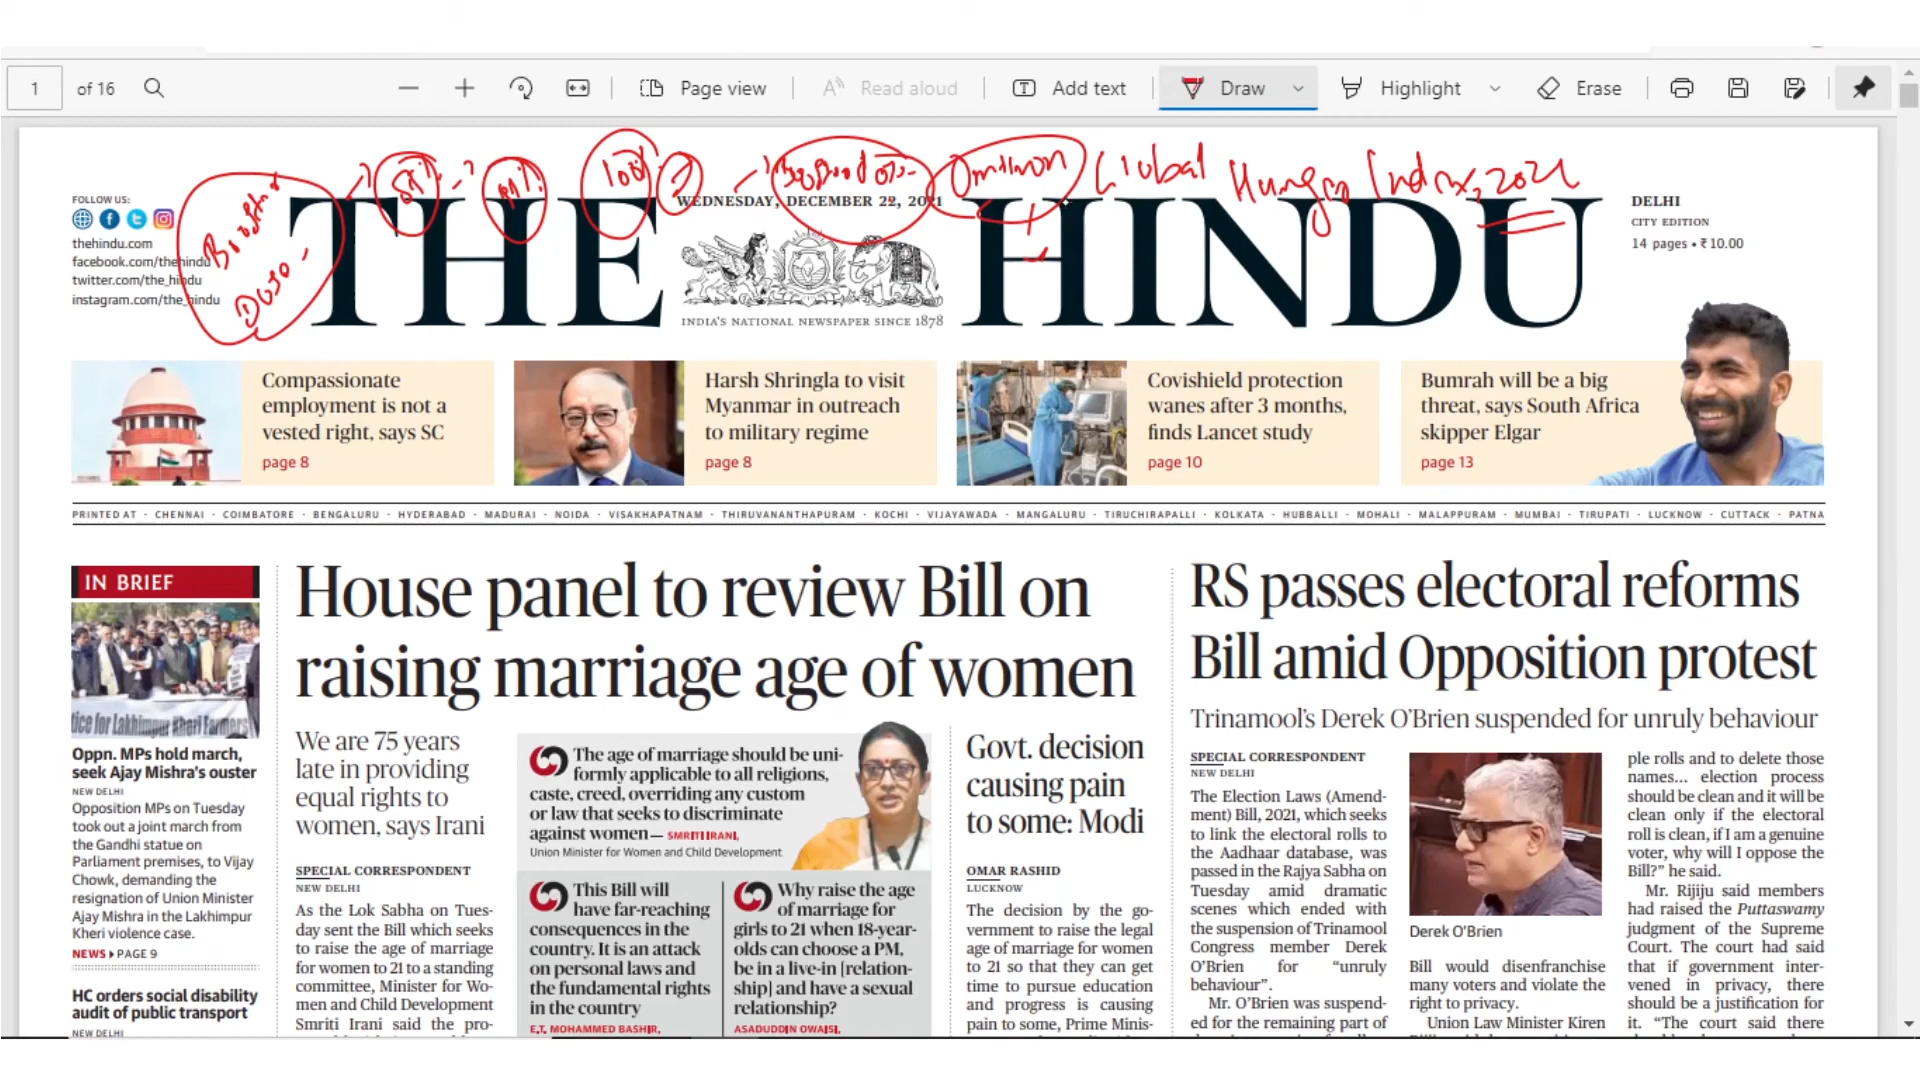 1 of 16 Page view Read aloud Add text Draw Highlight Erase
Omicron Global Hunger Index, 2021
Booster
Dose
FOLLOW US:
thehindu.com
facebook.com/thehindu
twitter.com/the_hindu
instagram.com/the_hindu
THE HINDU
WEDNESDAY, DECEMBER 22, 2021
INDIA'S NATIONAL NEWSPAPER SINCE 1878
DELHI
CITY EDITION
14 pages • ₹10.00
Compassionate
employment is not a
vested right, says SC
page 8
Harsh Shringla to visit
Myanmar in outreach
to military regime
page 8
Covishield protection
wanes after 3 months,
finds Lancet study
page 10
Bumrah will be a big
threat, says South Africa
skipper Elgar
page 13
PRINTED AT · CHENNAI · COIMBATORE · BENGALURU · HYDERABAD · MADURAI · NOIDA · VISAKHAPATNAM · THIRUVANANTHAPURAM · KOCHI · VIJAYAWADA · MANGALURU · TIRUCHIRAPALLI · KOLKATA · HUBBALLI · MOHALI · MALAPPURAM · MUMBAI · TIRUPATI · LUCKNOW · CUTTACK · PATNA
IN BRIEF
tice for Lakhimpur Kheri Farmers
Oppn. MPs hold march,
seek Ajay Mishra's ouster
NEW DELHI
Opposition MPs on Tuesday
took out a joint march from
the Gandhi statue on
Parliament premises, to Vijay
Chowk, demanding the
resignation of Union Minister
Ajay Mishra in the Lakhimpur
Kheri violence case.
NEWS PAGE 9
HC orders social disability
audit of public transport
NEW DELHI
House panel to review Bill on
raising marriage age of women
We are 75 years
late in providing
equal rights to
women, says Irani
SPECIAL CORRESPONDENT
NEW DELHI
As the Lok Sabha on Tues-
day sent the Bill which seeks
to raise the age of marriage
for women to 21 to a standing
committee, Minister for Wo-
men and Child Development
Smriti Irani said the pro-
The age of marriage should be uni-
formly applicable to all religions,
caste, creed, overriding any custom
or law that seeks to discriminate
against women — SMRITI IRANI,
Union Minister for Women and Child Development
This Bill will
have far-reaching
consequences in the
country. It is an attack
on personal laws and
the fundamental rights
in the country
E.T. MOHAMMED BASHIR,
Why raise the age
of marriage for
girls to 21 when 18-year-
olds can choose a PM,
be in a live-in [relation-
ship] and have a sexual
relationship?
ASADUDDIN OWAISI,
Govt. decision
causing pain
to some: Modi
OMAR RASHID
LUCKNOW
The decision by the go-
vernment to raise the legal
age of marriage for women
to 21 so that they can get
time to pursue education
and progress is causing
pain to some, Prime Minis-
RS passes electoral reforms
Bill amid Opposition protest
Trinamool's Derek O'Brien suspended for unruly behaviour
SPECIAL CORRESPONDENT
NEW DELHI
The Election Laws (Amend-
ment) Bill, 2021, which seeks
to link the electoral rolls to
the Aadhaar database, was
passed in the Rajya Sabha on
Tuesday amid dramatic
scenes which ended with
the suspension of Trinamool
Congress member Derek
O'Brien for "unruly
behaviour".
Mr. O'Brien was suspend-
ed for the remaining part of
Derek O'Brien
Bill would disenfranchise
many voters and violate the
right to privacy.
Union Law Minister Kiren
ple rolls and to delete those
names... election process
should be clean and it will be
clean only if the electoral
roll is clean, if I am a genuine
voter, why will I oppose the
Bill?" he said.
Mr. Rijiju said members
had raised the Puttaswamy
judgment of the Supreme
Court. The court had said
that if government inter-
vened in privacy, there
should be a justification for
it. "The court said there